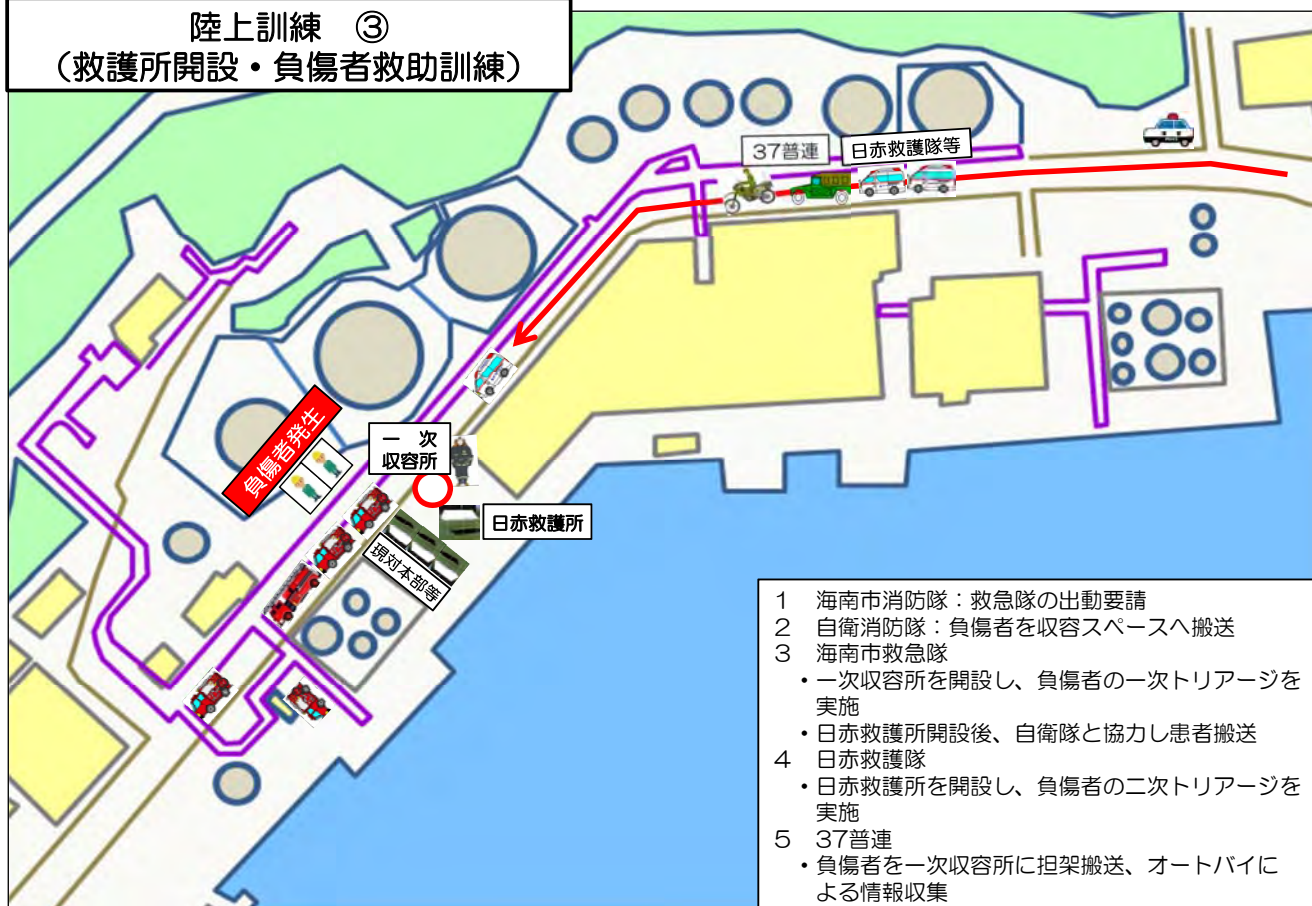 陸上訓練 ③
（救護所開設・負傷者救助訓練）
37普連
日赤救護隊等
負傷者発生
一 次
収容所
日赤救護所
現対本部等
1 海南市消防隊：救急隊の出動要請
2 自衛消防隊：負傷者を収容スペースへ搬送
3 海南市救急隊
・一次収容所を開設し、負傷者の一次トリアージを
実施
・日赤救護所開設後、自衛隊と協力し患者搬送
4 日赤救護隊
・日赤救護所を開設し、負傷者の二次トリアージを
実施
5 37普連
・負傷者を一次収容所に担架搬送、オートバイに
よる情報収集